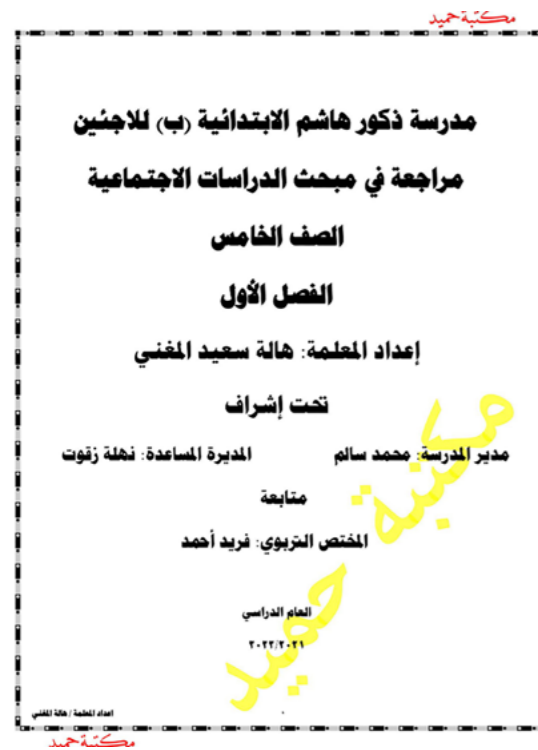 مكتبة حميد
مدرسة ذكور هاشم الابتدائية (ب) للاجئين
مراجعة في مبحث الدراسات الاجتماعية
الصف الخامس
الفصل الأول
إعداد المعلمة: هالة سعيد المغني
تحت إشراف
مدير المدرسة: محمد سالم المديرة المساعدة: نهلة زقوت
متابعة
المختص التربوي: فريد أحمد
العام الدراسي
٢٠٢٢/٢٠٢١
مكتبة حميد
اعداد المعلمة / هالة المغني
مكتبة حميد